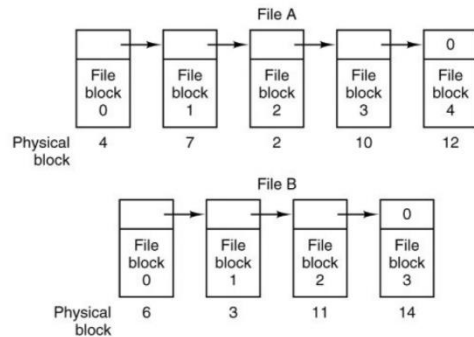 File A
0
File block 0
File block 1
File block 2
File block 3
File block 4
Physical block 4 7 2 10 12
File B
0
File block 0
File block 1
File block 2
File block 3
Physical block 6 3 11 14